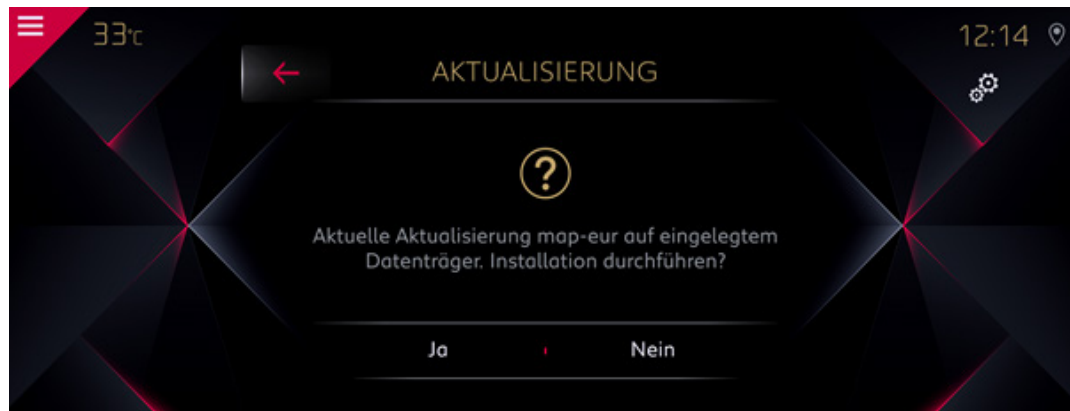 33°C
12:14
AKTUALISIERUNG
?
Aktuelle Aktualisierung map-eur auf eingelegtem
Datenträger. Installation durchführen?
Ja
Nein